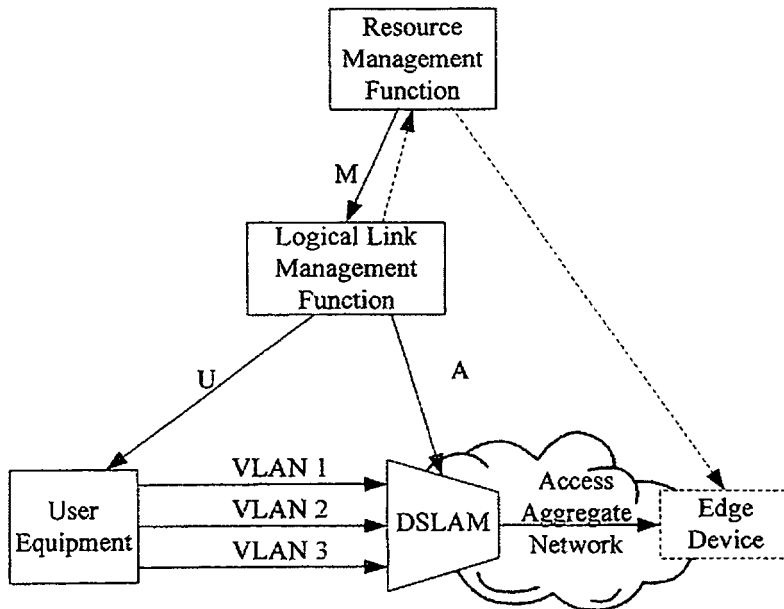 Resource
Management
Function
M
Logical Link
Management
Function
U
A
VLAN 1
VLAN 2
VLAN 3
User
Equipment
DSLAM
Access
Aggregate
Network
Edge
Device